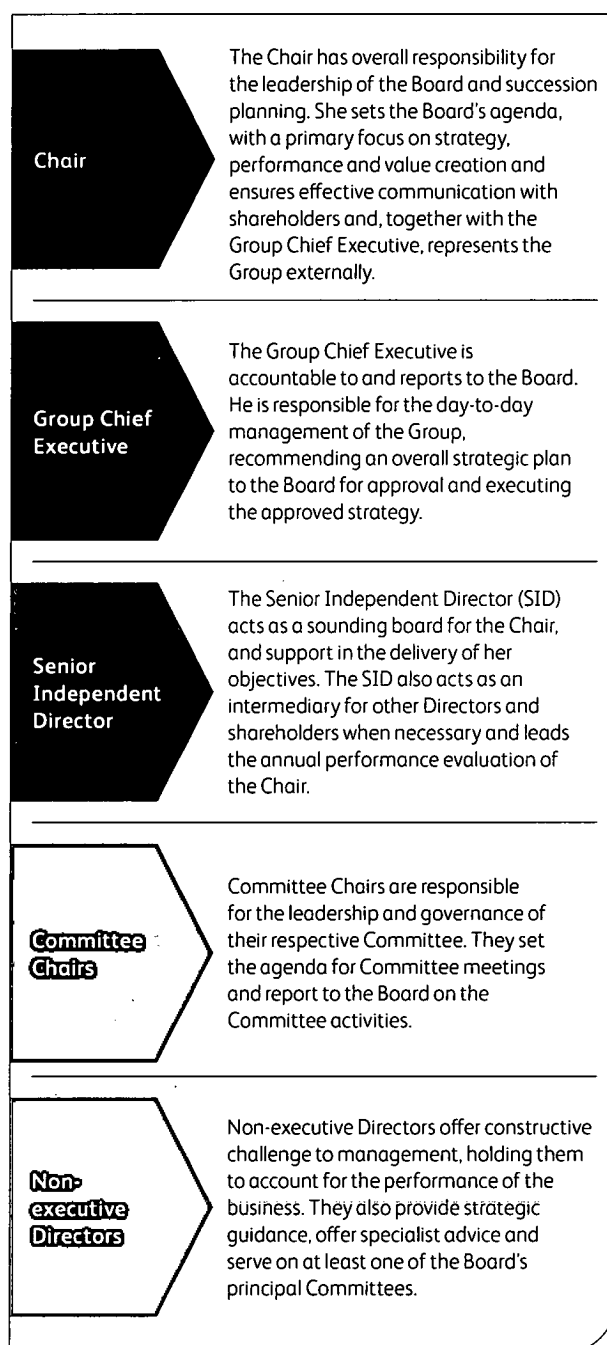 Chair
The Chair has overall responsibility for
the leadership of the Board and succession
planning. She sets the Board's agenda,
with a primary focus on strategy,
performance and value creation and
ensures effective communication with
shareholders and, together with the
Group Chief Executive, represents the
Group externally.
Group Chief
Executive
The Group Chief Executive is
accountable to and reports to the Board.
He is responsible for the day-to-day
management of the Group,
recommending an overall strategic plan
to the Board for approval and executing
the approved strategy.
Senior
Independent
Director
The Senior Independent Director (SID)
acts as a sounding board for the Chair,
and support in the delivery of her
objectives. The SID also acts as an
intermediary for other Directors and
shareholders when necessary and leads
the annual performance evaluation of
the Chair.
Committee
Chairs
Committee Chairs are responsible
for the leadership and governance of
their respective Committee. They set
the agenda for Committee meetings
and report to the Board on the
Committee activities.
Non-
executive
Directors
Non-executive Directors offer constructive
challenge to management, holding them
to account for the performance of the
business. They also provide strategic
guidance, offer specialist advice and
serve on at least one of the Board's
principal Committees.